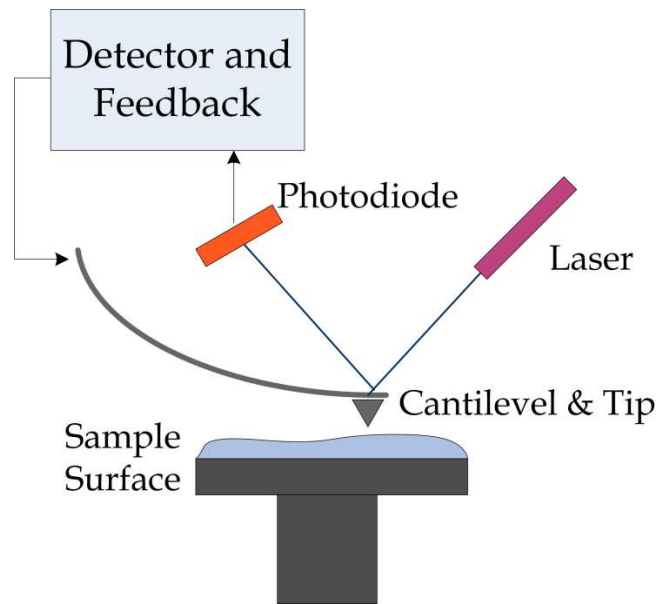 Detector and
Feedback
Photodiode
Laser
Cantilevel & Tip
Sample
Surface